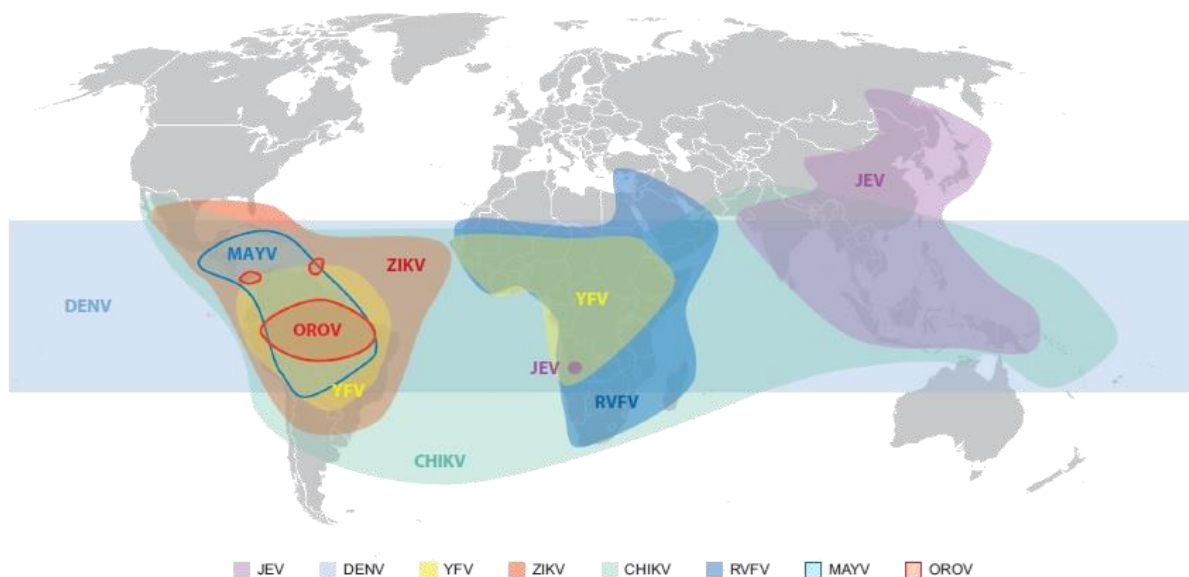 JEV
MAYV
ZIKV
DENV
YFV
OROV
JEV
YFV
RVFV
CHIKV
JEV DENV YFV ZIKV CHIKV RVFV MAYV OROV